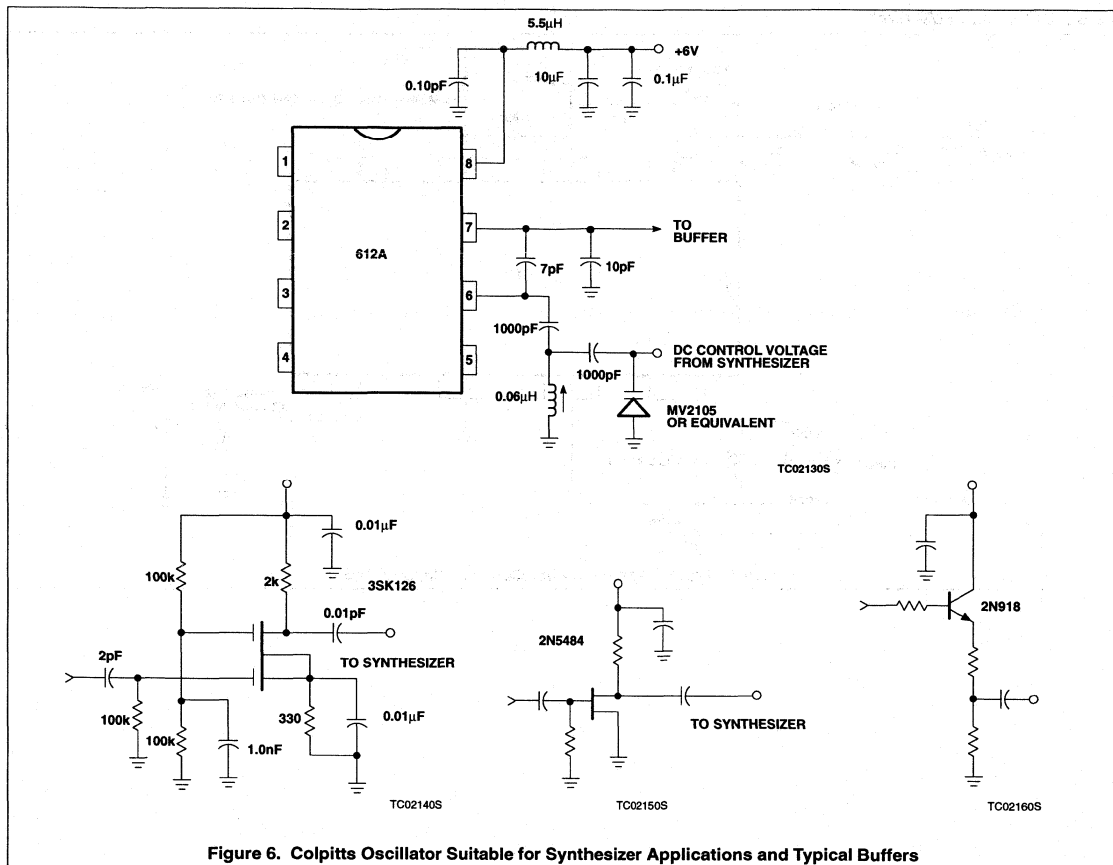 5.5µH
+6V
0.10pF
10µF
0.1µF
1
8
2
7
TO
BUFFER
612A
7pF
10pF
3
6
1000pF
4
5
DC CONTROL VOLTAGE
FROM SYNTHESIZER
1000pF
0.06µH
MV2105
OR EQUIVALENT
TC02130S
0.01µF
100k
2k
3SK126
0.01pF
TO SYNTHESIZER
2pF
100k
330
0.01µF
100k
1.0nF
TC02140S
2N5484
TO SYNTHESIZER
TC02150S
2N918
TC02160S
Figure 6. Colpitts Oscillator Suitable for Synthesizer Applications and Typical Buffers